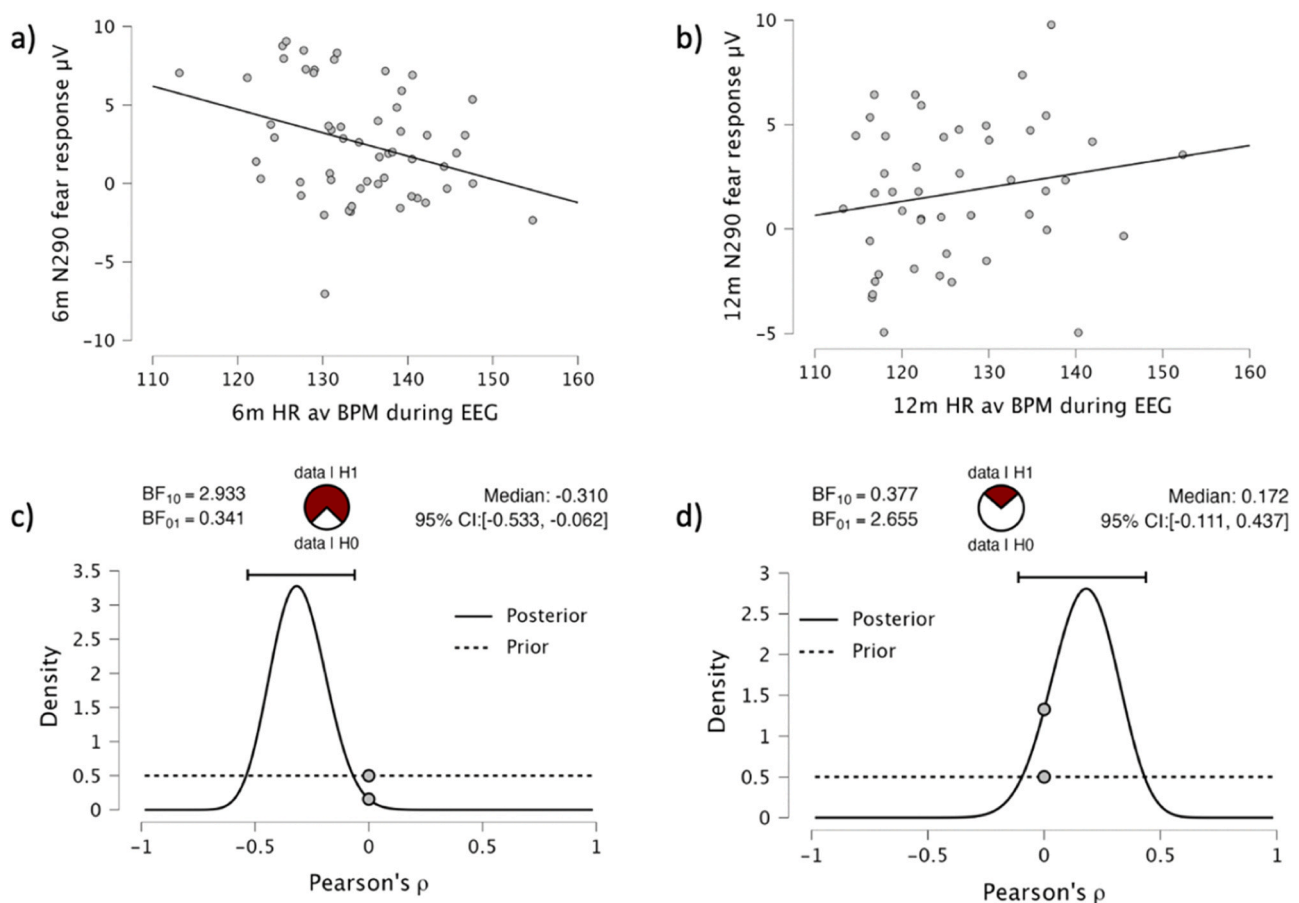 a)
6m N290 fear response µV
10
5
0
−5
−10
110 120 130 140 150 160
6m HR av BPM during EEG
b)
12m N290 fear response µV
10
5
0
−5
110 120 130 140 150 160
12m HR av BPM during EEG
c)
BF10 = 2.933
BF01 = 0.341
data | H1
data | H0
Median: -0.310
95% CI:[-0.533, -0.062]
Density
3.5
3
2.5
2
1.5
1
0.5
0
Posterior
Prior
−1 −0.5 0 0.5 1
Pearson's ρ
d)
BF10 = 0.377
BF01 = 2.655
data | H1
data | H0
Median: 0.172
95% CI:[-0.111, 0.437]
Density
3
2.5
2
1.5
1
0.5
0
Posterior
Prior
−1 −0.5 0 0.5 1
Pearson's ρ